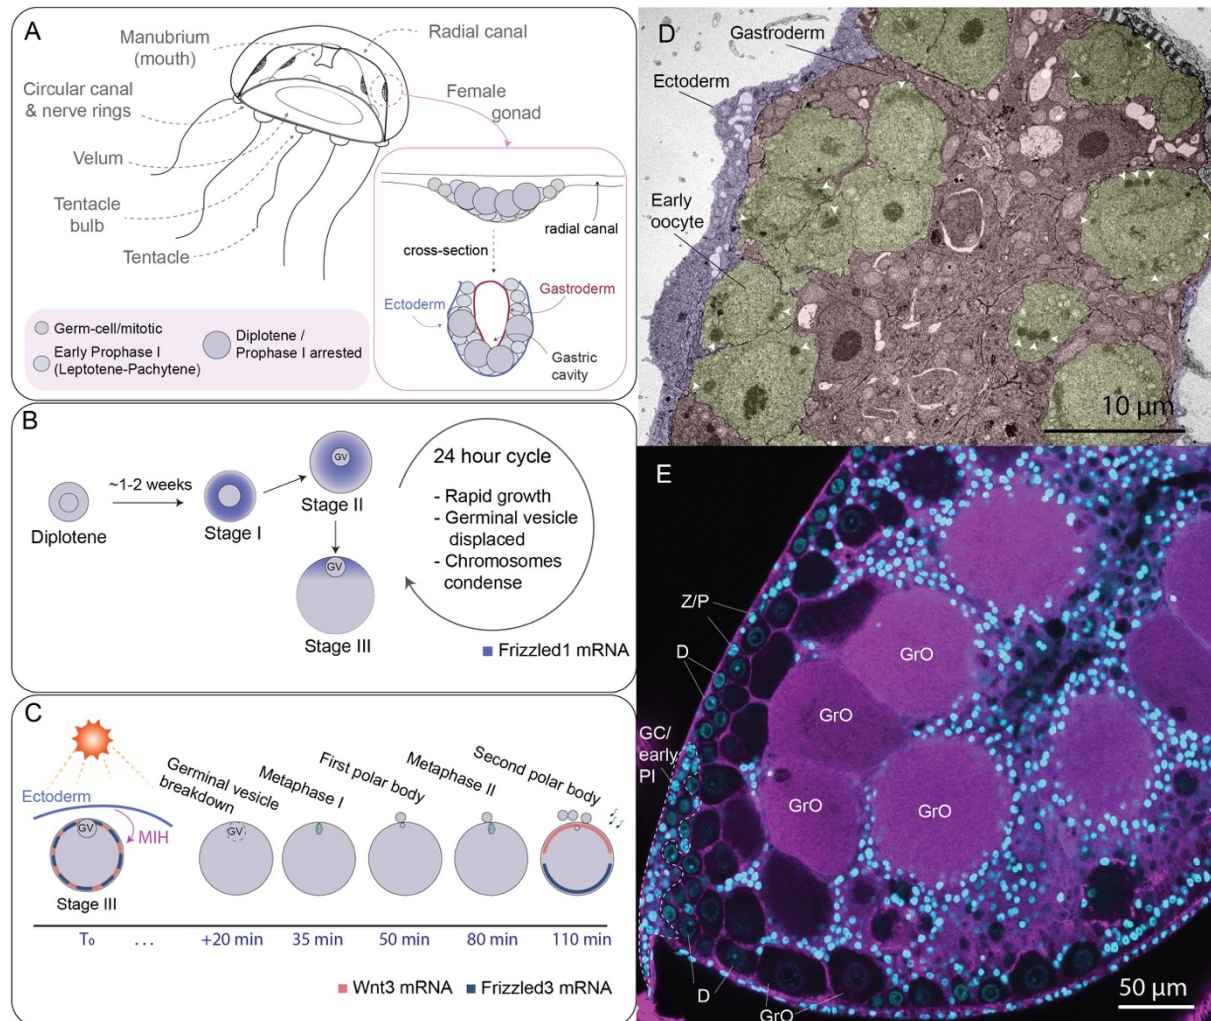 A
Manubrium
(mouth)
Radial canal
Circular canal
& nerve rings
Female
gonad
Velum
Tentacle
bulb
Tentacle
radial canal
cross-section
Ectoderm
Gastroderm
Gastric
cavity
Germ-cell/mitotic
Early Prophase I
(Leptotene-Pachytene)
Diplotene /
Prophase I arrested
B
~1-2 weeks
Diplotene
Stage I
GV
Stage II
GV
Stage III
24 hour cycle
- Rapid growth
- Germinal vesicle
displaced
- Chromosomes
condense
Frizzled1 mRNA
C
Ectoderm
MIH
GV
Stage III
Germinal vesicle
breakdown
GV
Metaphase I
First polar body
Metaphase II
Second polar body
T₀
...
+20 min
35 min
50 min
80 min
110 min
Wnt3 mRNA
Frizzled3 mRNA
D
Gastroderm
Ectoderm
Early
oocyte
10 µm
E
Z/P
D
GC/
early
PI
GrO
GrO
GrO
GrO
D
GrO
50 µm